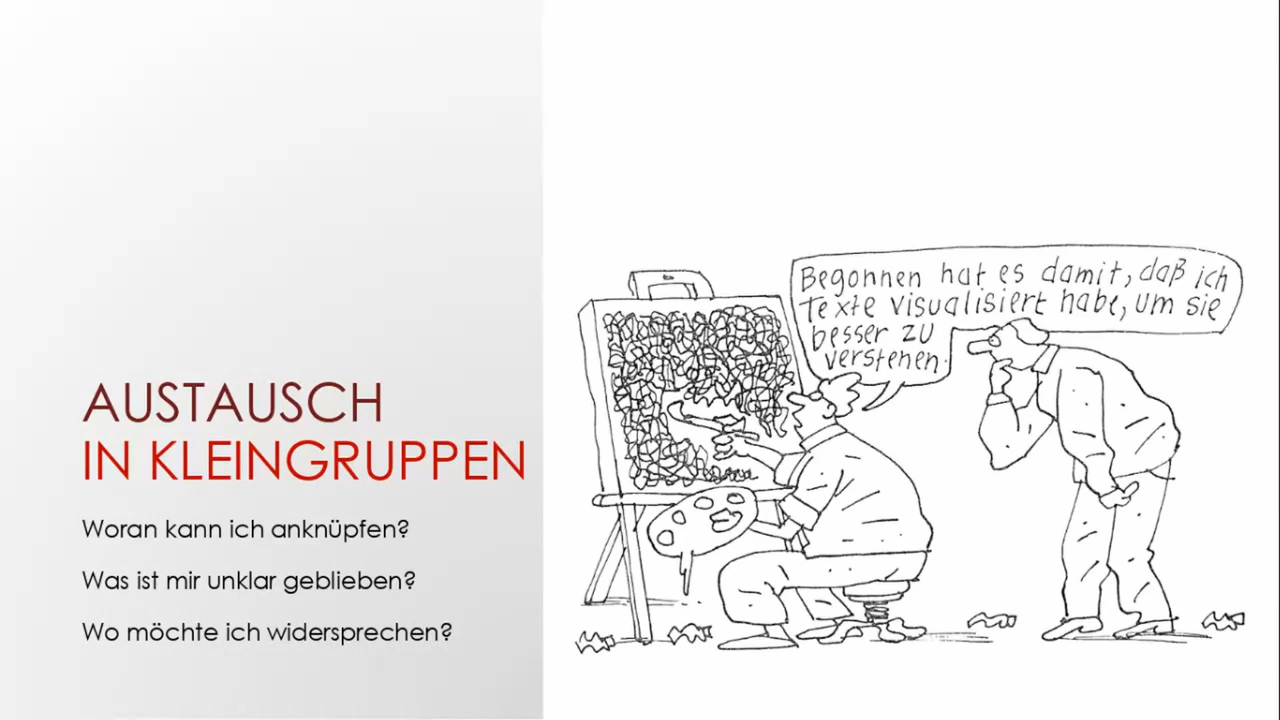 AUSTAUSCH
IN KLEINGRUPPEN
Woran kann ich anknüpfen?
Was ist mir unklar geblieben?
Wo möchte ich widersprechen?
Begonnen hat es damit, daß ich
Texte visualisiert habe, um sie
besser zu
verstehen.